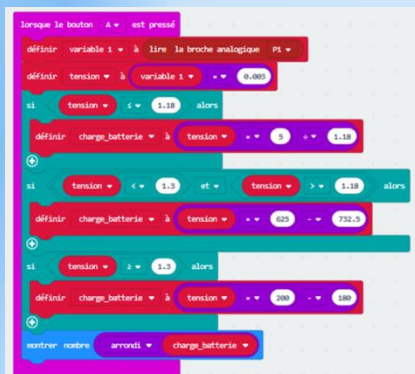 lorsque le bouton A est pressé
définir variable 1 à lire la broche analogique P1
définir tension à variable 1 × 0.003
si tension ≤ 1.18 alors
définir charge_batterie à tension × 5 ÷ 1.18
si tension < 1.3 et tension > 1.18 alors
définir charge_batterie à tension × 625 - 732.5
si tension ≥ 1.3 alors
définir charge_batterie à tension × 200 - 180
montrer nombre arrondi charge_batterie